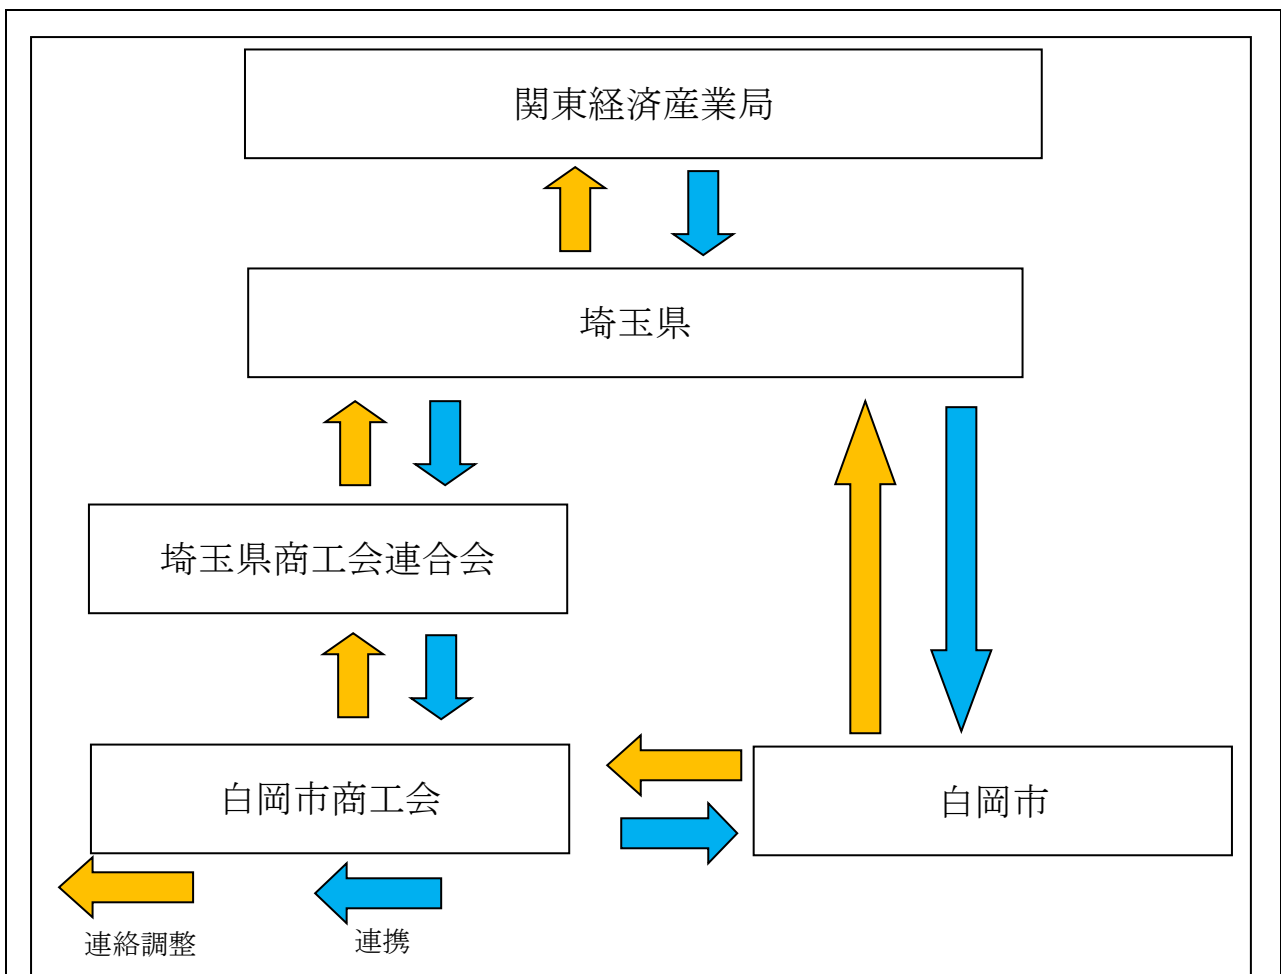 関東経済産業局
埼玉県
埼玉県商工会連合会
白岡市商工会
白岡市
連絡調整
連携